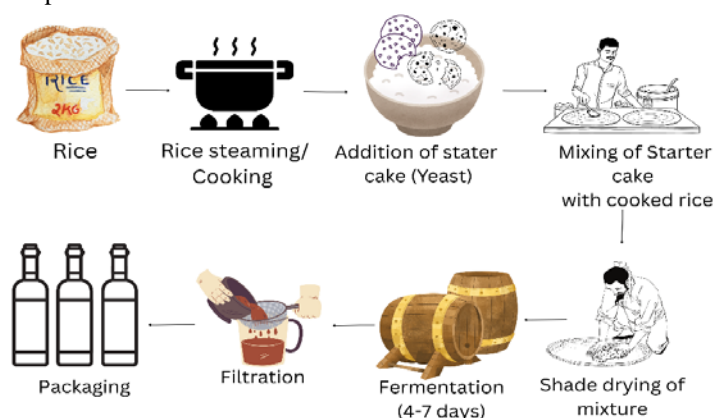 RICE
2KG
Rice
Rice steaming/
Cooking
Addition of stater
cake (Yeast)
Mixing of Starter
cake
with cooked rice
Packaging
Filtration
Fermentation
(4-7 days)
Shade drying of
mixture